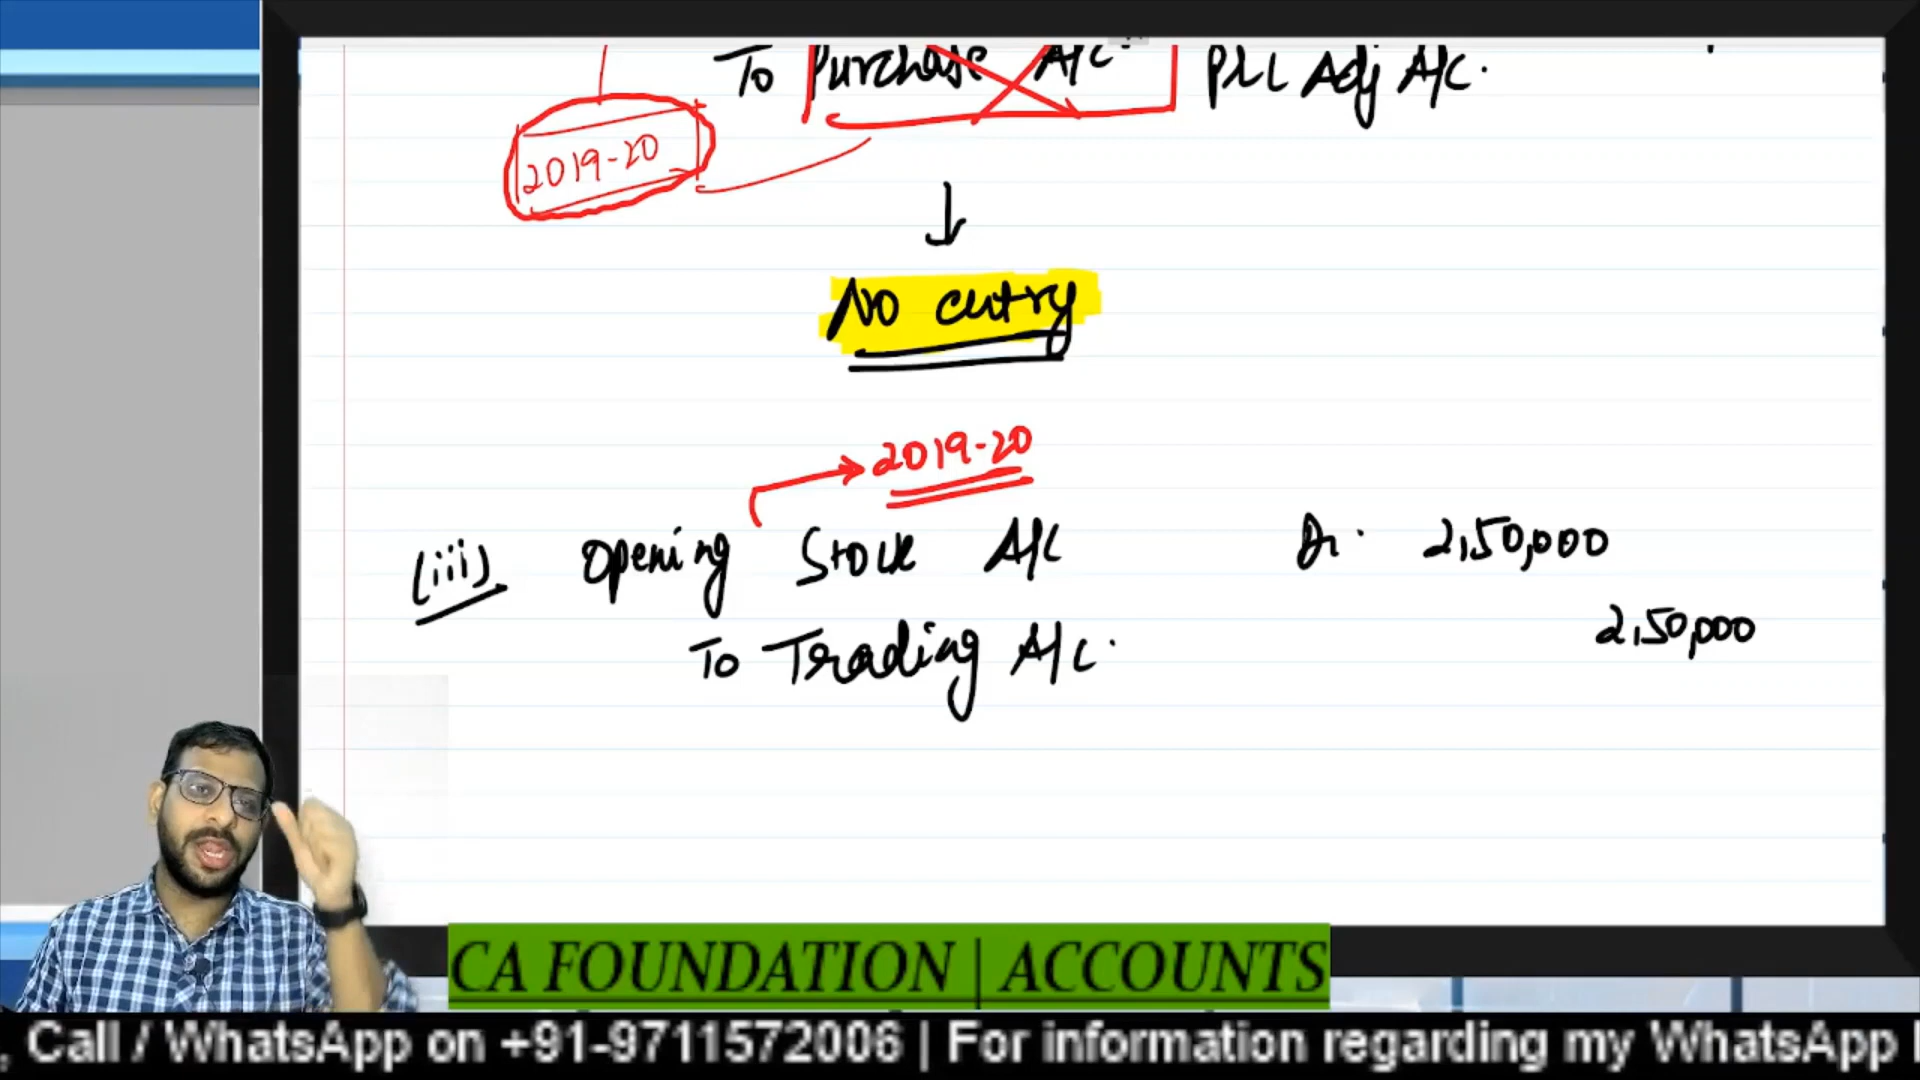 To Purchase A/c. P&L Adj A/c.
2019-20
No entry
2019-20
(iii) Opening Stock A/c Dr. 2,50,000
To Trading A/c. 2,50,000
CA FOUNDATION | ACCOUNTS
, Call / WhatsApp on +91-9711572006 | For information regarding my WhatsApp